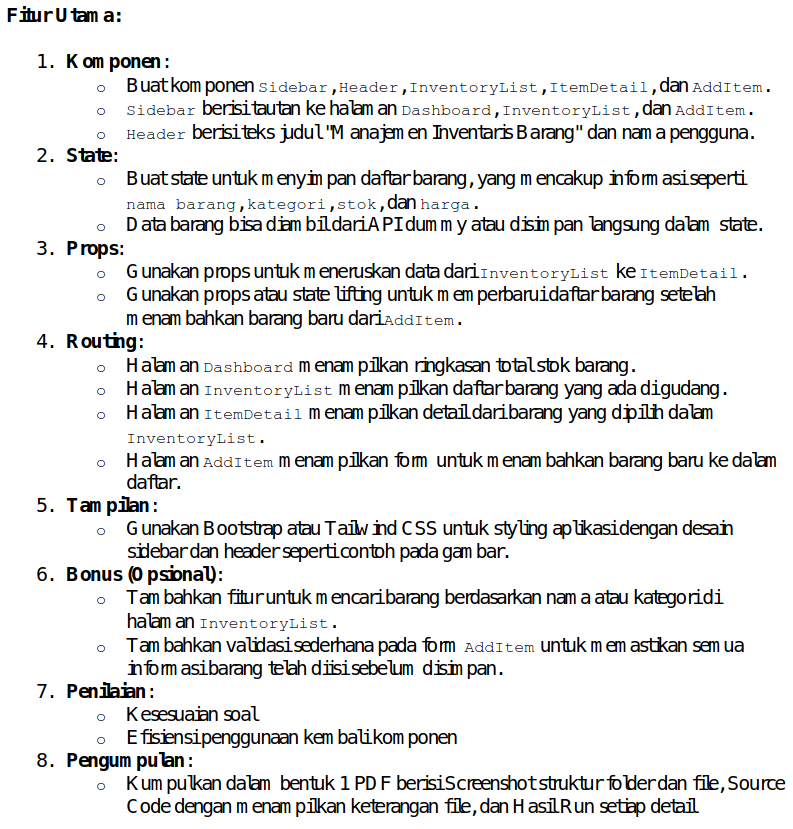 Fitur Utama:
1. Komponen:
o Buat komponen Sidebar, Header, InventoryList, ItemDetail, dan AddItem.
o Sidebar berisi tautan ke halaman Dashboard, InventoryList, dan AddItem.
o Header berisi teks judul "Manajemen Inventaris Barang" dan nama pengguna.
2. State:
o Buat state untuk menyimpan daftar barang, yang mencakup informasi seperti
nama barang, kategori, stok, dan harga.
o Data barang bisa diambil dari API dummy atau disimpan langsung dalam state.
3. Props:
o Gunakan props untuk meneruskan data dari InventoryList ke ItemDetail.
o Gunakan props atau state lifting untuk memperbarui daftar barang setelah
menambahkan barang baru dari AddItem.
4. Routing:
o Halaman Dashboard menampilkan ringkasan total stok barang.
o Halaman InventoryList menampilkan daftar barang yang ada di gudang.
o Halaman ItemDetail menampilkan detail dari barang yang dipilih dalam
InventoryList.
o Halaman AddItem menampilkan form untuk menambahkan barang baru ke dalam
daftar.
5. Tampilan:
o Gunakan Bootstrap atau Tailwind CSS untuk styling aplikasi dengan desain
sidebar dan header seperti contoh pada gambar.
6. Bonus (Opsional):
o Tambahkan fitur untuk mencari barang berdasarkan nama atau kategori di
halaman InventoryList.
o Tambahkan validasi sederhana pada form AddItem untuk memastikan semua
informasi barang telah diisi sebelum disimpan.
7. Penilaian:
o Kesesuaian soal
o Efisiensi penggunaan kembali komponen
8. Pengumpulan:
o Kumpulkan dalam bentuk 1 PDF berisi Screenshot struktur folder dan file, Source
Code dengan menampilkan keterangan file, dan Hasil Run setiap detail